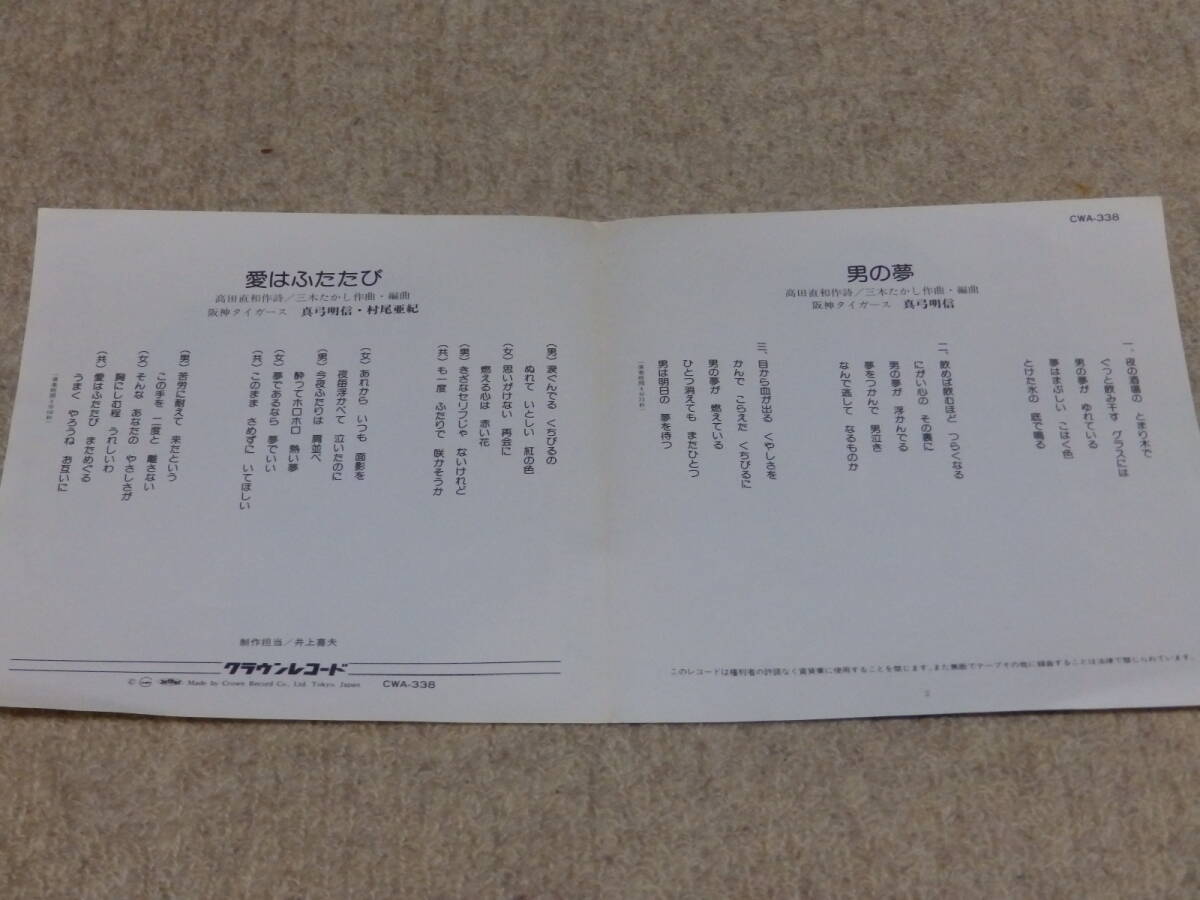 CWA-338
男の夢
高田直和作詩／三木たかし作曲・編曲
阪神タイガース 真弓明信
一、夜の酒場の とまり木で
ぐっと飲み干す グラスには
男の夢が ゆれている
夢はまぶしい こはく色
とけた氷の 底で鳴る
二、飲めば飲むほど つらくなる
にがい心の その裏に
男の夢が 浮かんでる
夢をつかんで 男泣き
なんで逃して なるものか
三、目から血が出る くやしさを
かんで こらえた くちびるに
男の夢が 燃えている
ひとつ消えても またひとつ
男は明日の 夢を待つ
このレコードは権利者の許諾なく賃貸業に使用することを禁じます。また無断でテープその他に録音することは法律で禁じられています。
愛はふたたび
高田直和作詩／三木たかし作曲・編曲
阪神タイガース 真弓明信・村尾亜紀
(男) 涙ぐんでる くちびるの
ぬれて いとしい 紅の色
(女) 思いがけない 再会に
燃える心は 赤い花
(男) きざなセリフじゃ ないけれど
(共) も一度 ふたりで 咲かそうか
(女) あれから いつも 面影を
夜毎浮かべて 泣いたのに
(男) 今夜ふたりは 肩並べ
酔ってホロホロ 熱い夢
(女) 夢であるなら 夢でいい
(共) このまま さめずに いてほしい
(男) 苦労に耐えて 来たという
この手を 二度と 離さない
(女) そんな あなたの やさしさが
胸にしむ程 うれしいわ
(共) 愛はふたたび まためぐる
うまく やろうね お互いに
制作担当／井上喜夫
クラウンレコード
Made by Crown Record Co., Ltd. Tokyo, Japan CWA-338